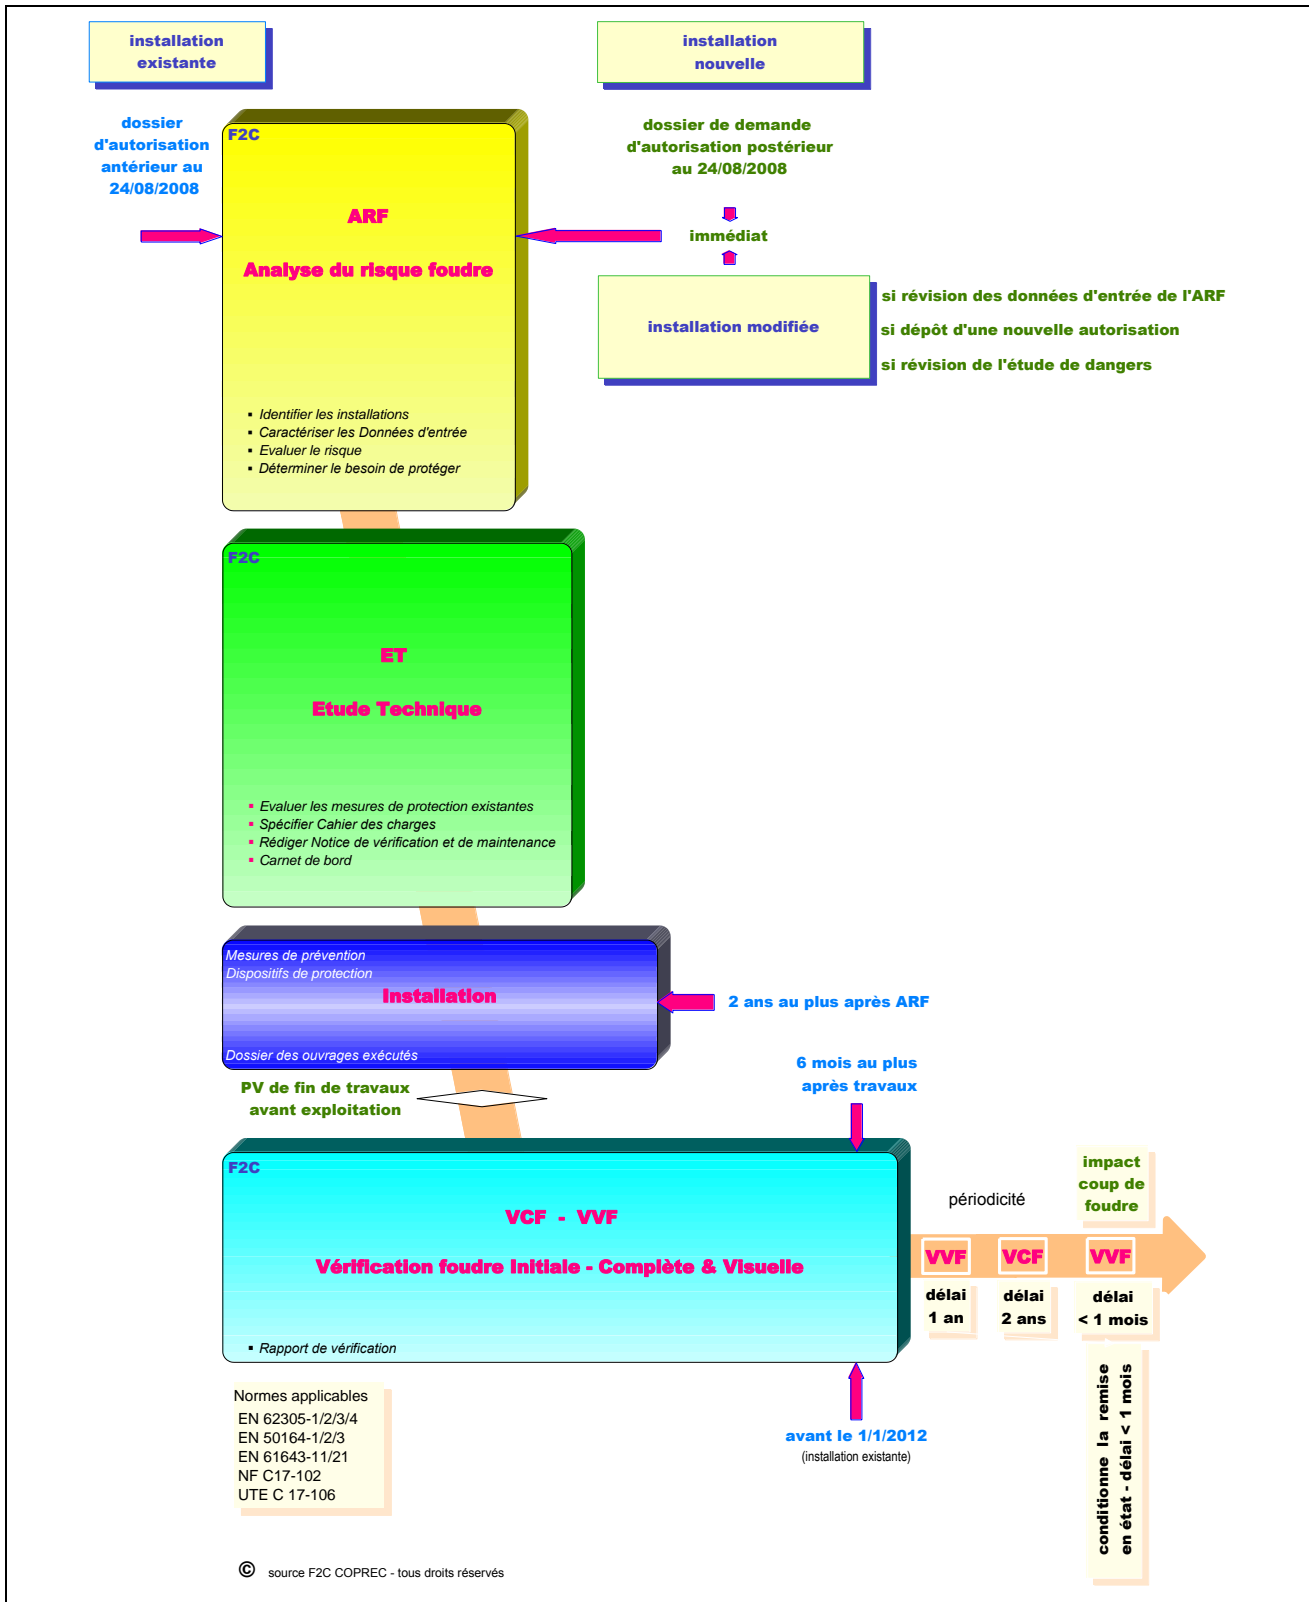 installation
existante
installation
nouvelle
dossier
d'autorisation
antérieur au
24/08/2008
F2C
ARF
Analyse du risque foudre
▪ Identifier les installations
▪ Caractériser les Données d'entrée
▪ Evaluer le risque
▪ Déterminer le besoin de protéger
dossier de demande
d'autorisation postérieur
au 24/08/2008
immédiat
installation modifiée
si révision des données d'entrée de l'ARF
si dépôt d'une nouvelle autorisation
si révision de l'étude de dangers
F2C
ET
Etude Technique
▪ Evaluer les mesures de protection existantes
▪ Spécifier Cahier des charges
▪ Rédiger Notice de vérification et de maintenance
▪ Carnet de bord
Mesures de prévention
Dispositifs de protection
Installation
Dossier des ouvrages exécutés
2 ans au plus après ARF
PV de fin de travaux
avant exploitation
6 mois au plus
après travaux
F2C
VCF - VVF
Vérification foudre Initiale - Complète & Visuelle
▪ Rapport de vérification
périodicité
impact
coup de
foudre
VVF
VCF
VVF
délai
1 an
délai
2 ans
délai
< 1 mois
conditionne la remise
en état - délai < 1 mois
avant le 1/1/2012
(installation existante)
Normes applicables
EN 62305-1/2/3/4
EN 50164-1/2/3
EN 61643-11/21
NF C17-102
UTE C 17-106
© source F2C COPREC - tous droits réservés